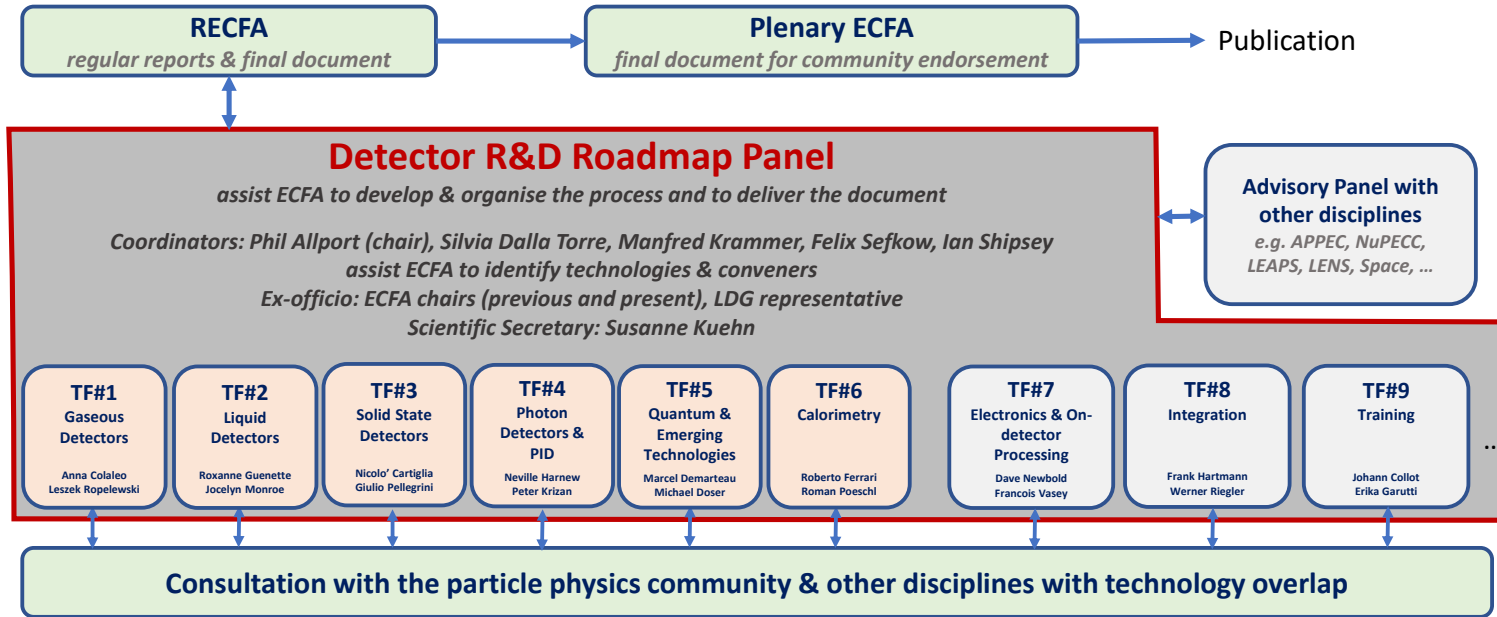 RECFA
regular reports & final document
Plenary ECFA
final document for community endorsement
Publication
Detector R&D Roadmap Panel
assist ECFA to develop & organise the process and to deliver the document
Coordinators: Phil Allport (chair), Silvia Dalla Torre, Manfred Krammer, Felix Sefkow, Ian Shipsey
assist ECFA to identify technologies & conveners
Ex-officio: ECFA chairs (previous and present), LDG representative
Scientific Secretary: Susanne Kuehn
Advisory Panel with
other disciplines
e.g. APPEC, NuPECC,
LEAPS, LENS, Space, …
TF#1
Gaseous
Detectors
Anna Colaleo
Leszek Ropelewski
TF#2
Liquid
Detectors
Roxanne Guenette
Jocelyn Monroe
TF#3
Solid State
Detectors
Nicolo’ Cartiglia
Giulio Pellegrini
TF#4
Photon
Detectors &
PID
Neville Harnew
Peter Krizan
TF#5
Quantum &
Emerging
Technologies
Marcel Demarteau
Michael Doser
TF#6
Calorimetry
Roberto Ferrari
Roman Poeschl
TF#7
Electronics & On-
detector
Processing
Dave Newbold
Francois Vasey
TF#8
Integration
Frank Hartmann
Werner Riegler
TF#9
Training
Johann Collot
Erika Garutti
…
Consultation with the particle physics community & other disciplines with technology overlap